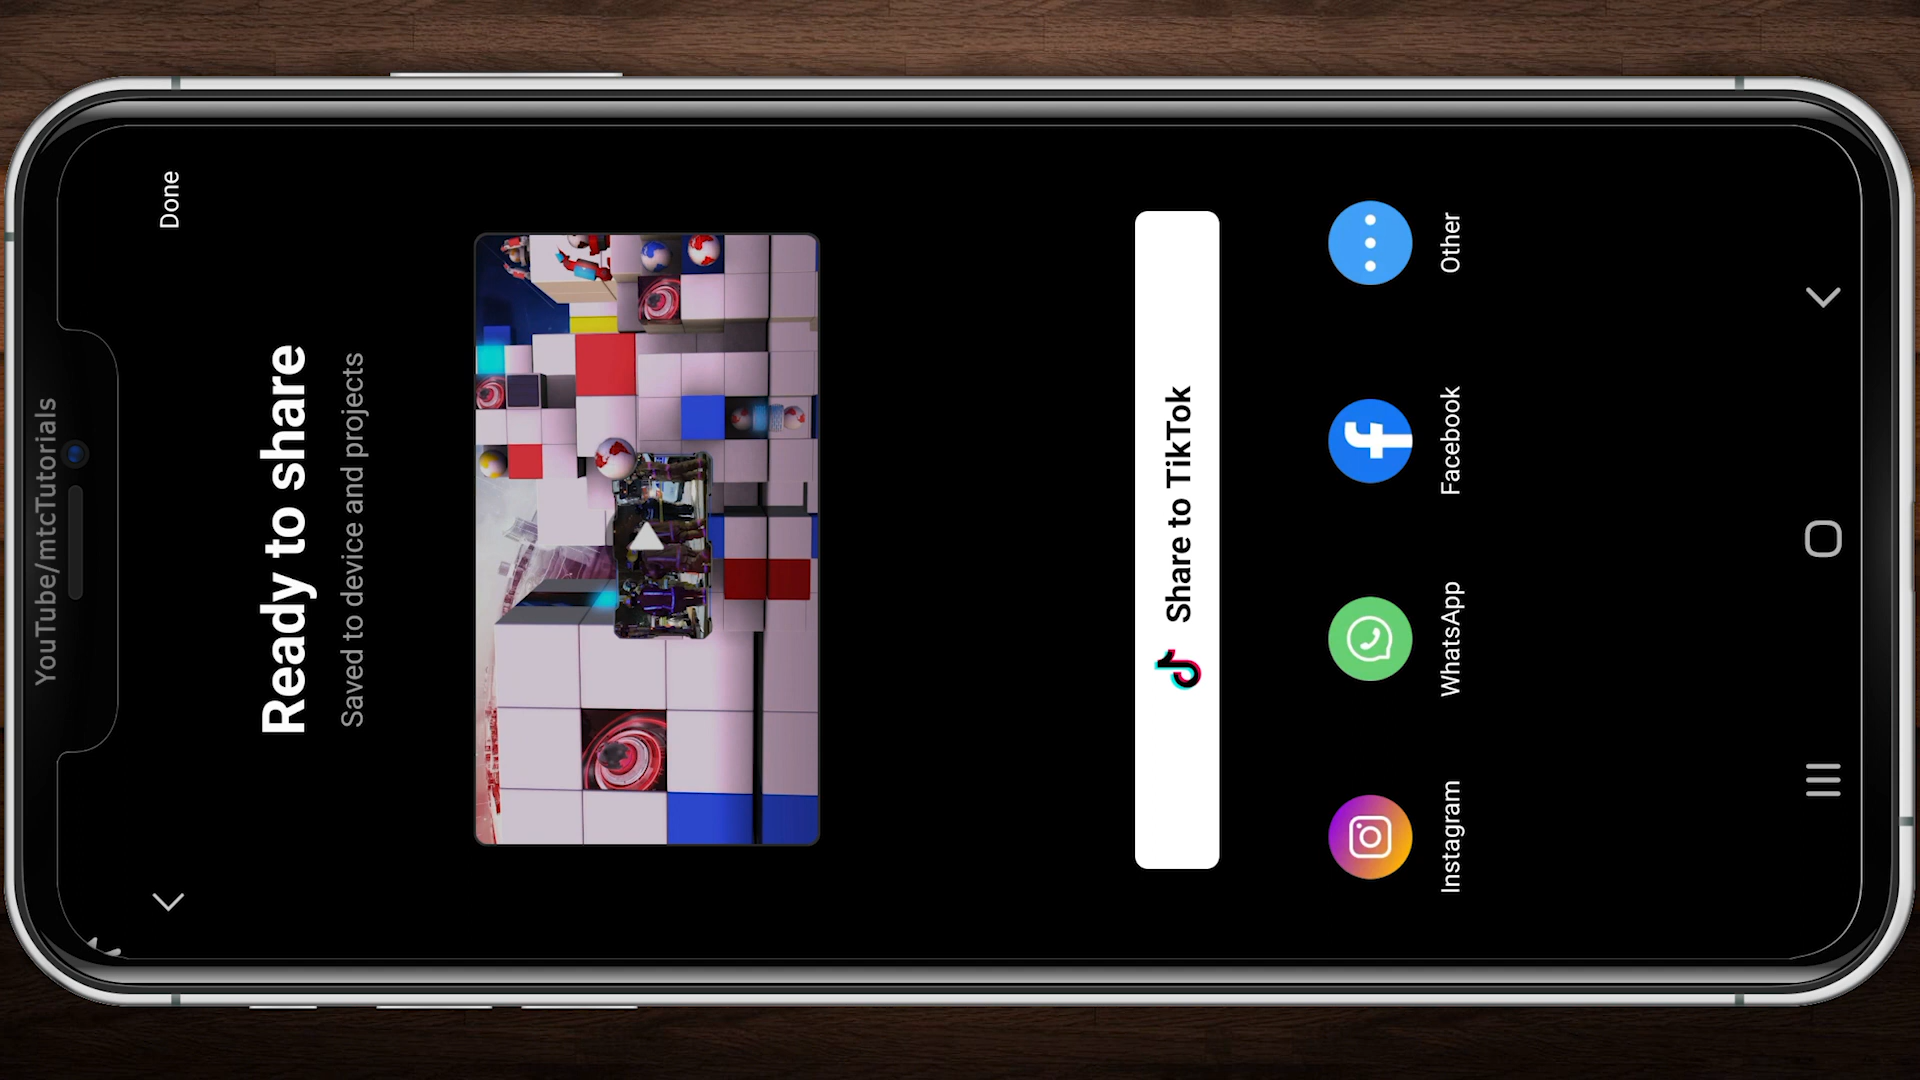 YouTube/mtcTutorials
Done
Ready to share
Saved to device and projects
Share to TikTok
Instagram
WhatsApp
Facebook
Other